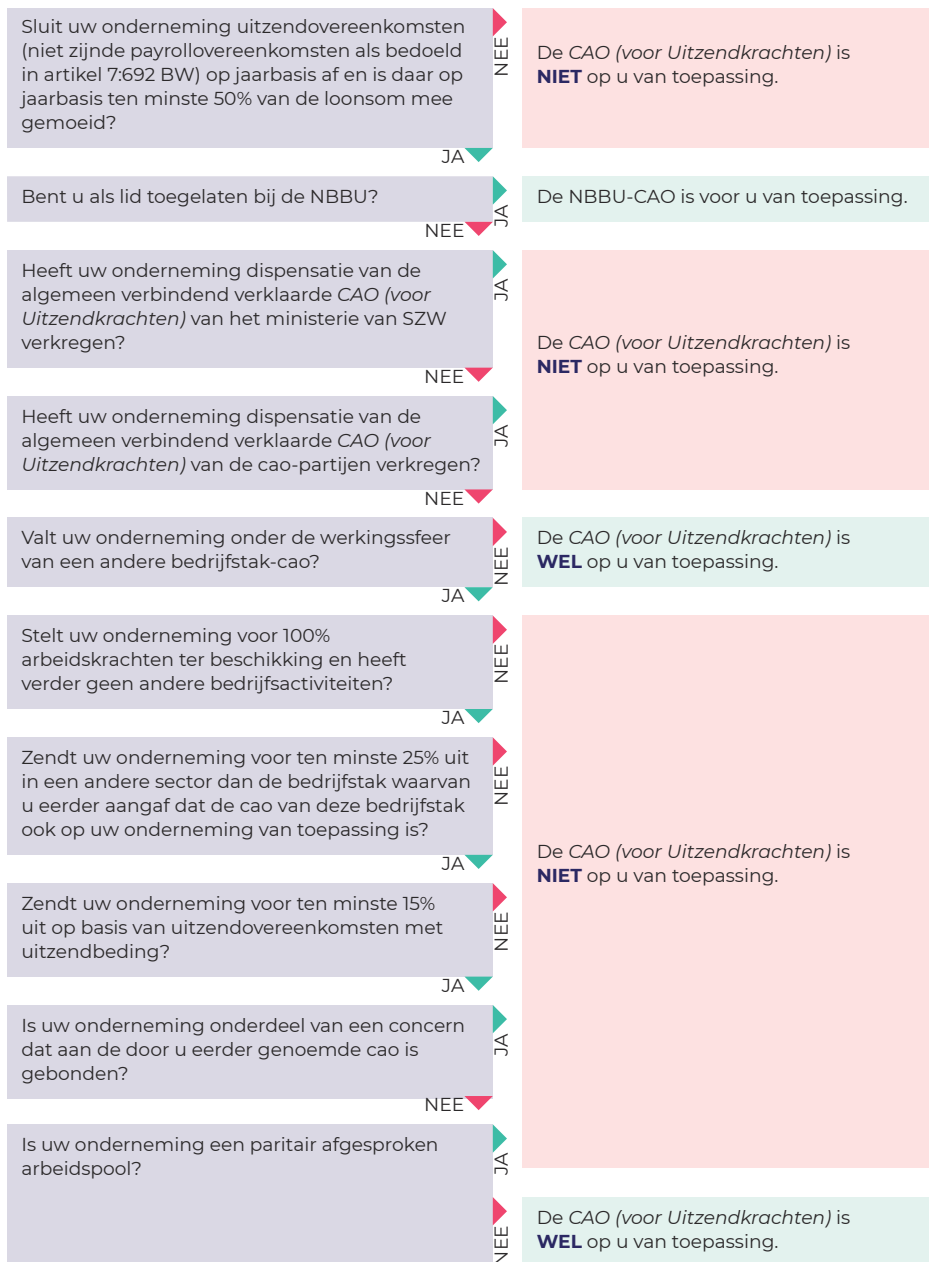 Sluit uw onderneming uitzendovereenkomsten
(niet zijnde payrollovereenkomsten als bedoeld
in artikel 7:692 BW) op jaarbasis af en is daar op
jaarbasis ten minste 50% van de loonsom mee
gemoeid?
NEE
De CAO (voor Uitzendkrachten) is
NIET op u van toepassing.
JA
Bent u als lid toegelaten bij de NBBU?
JA
De NBBU-CAO is voor u van toepassing.
NEE
Heeft uw onderneming dispensatie van de
algemeen verbindend verklaarde CAO (voor
Uitzendkrachten) van het ministerie van SZW
verkregen?
JA
De CAO (voor Uitzendkrachten) is
NIET op u van toepassing.
NEE
Heeft uw onderneming dispensatie van de
algemeen verbindend verklaarde CAO (voor
Uitzendkrachten) van de cao-partijen verkregen?
JA
NEE
Valt uw onderneming onder de werkingssfeer
van een andere bedrijfstak-cao?
NEE
De CAO (voor Uitzendkrachten) is
WEL op u van toepassing.
JA
Stelt uw onderneming voor 100%
arbeidskrachten ter beschikking en heeft
verder geen andere bedrijfsactiviteiten?
NEE
JA
Zendt uw onderneming voor ten minste 25% uit
in een andere sector dan de bedrijfstak waarvan
u eerder aangaf dat de cao van deze bedrijfstak
ook op uw onderneming van toepassing is?
NEE
De CAO (voor Uitzendkrachten) is
NIET op u van toepassing.
JA
Zendt uw onderneming voor ten minste 15%
uit op basis van uitzendovereenkomsten met
uitzendbeding?
NEE
JA
Is uw onderneming onderdeel van een concern
dat aan de door u eerder genoemde cao is
gebonden?
JA
NEE
Is uw onderneming een paritair afgesproken
arbeidspool?
JA
NEE
De CAO (voor Uitzendkrachten) is
WEL op u van toepassing.